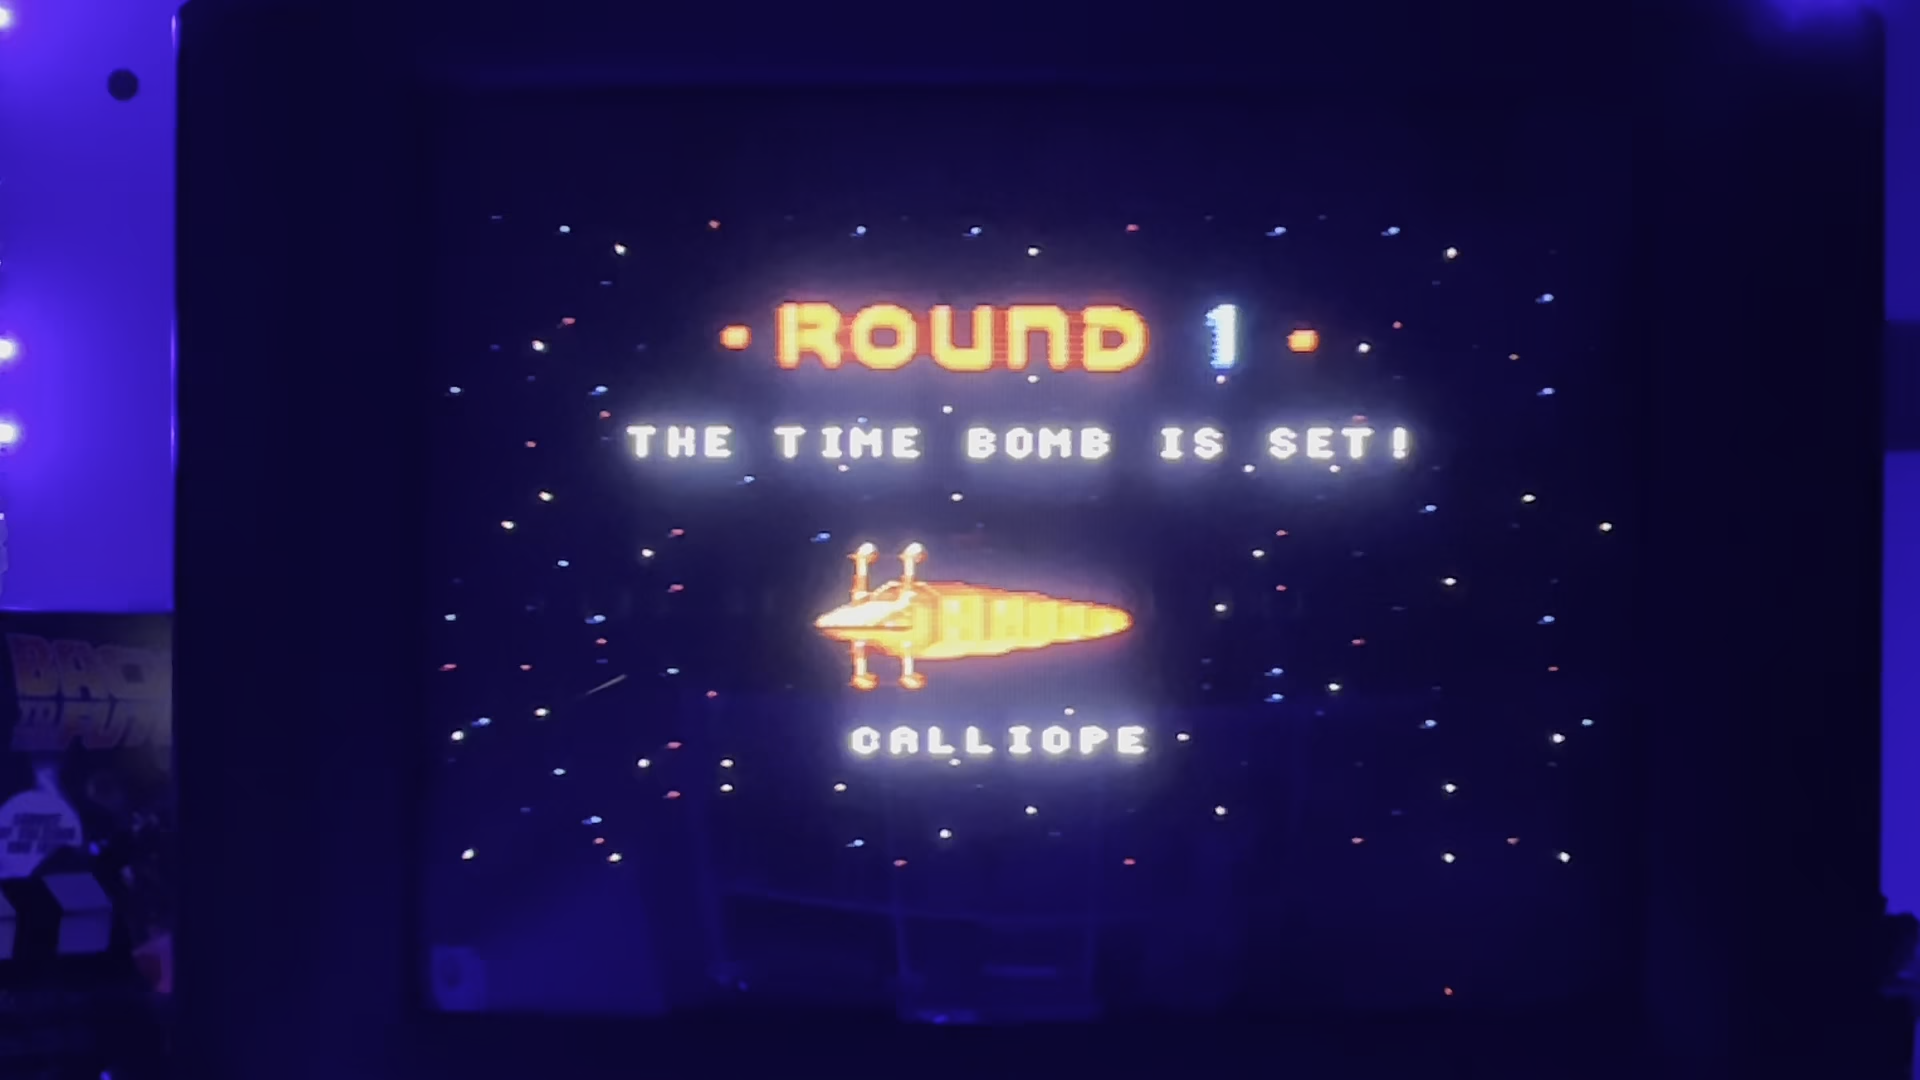 · ROUND 1 ·
THE TIME BOMB IS SET!
CALLIOPE